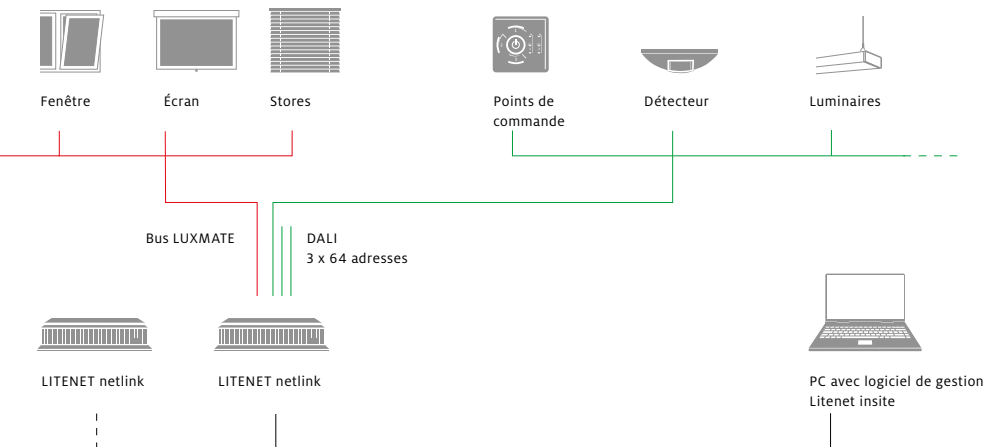 Fenêtre
Écran
Stores
Points de
commande
Détecteur
Luminaires
Bus LUXMATE
DALI
3 x 64 adresses
LITENET netlink
LITENET netlink
PC avec logiciel de gestion
Litenet insite